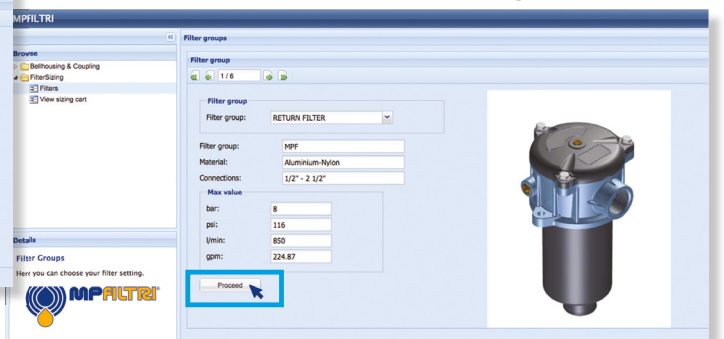 MPFILTRI
Browse
Bellhousing & Coupling
FilterSizing
Filters
View sizing cart
Details
Filter Groups
Here you can choose your filter setting.
MPFILTRI®
Filter groups
Filter group
1 / 6
Filter group
Filter group: RETURN FILTER
Filter group: MPF
Material: Aluminium-Nylon
Connections: 1/2" - 2 1/2"
Max value
bar: 8
psi: 116
l/min: 850
gpm: 224.87
Proceed